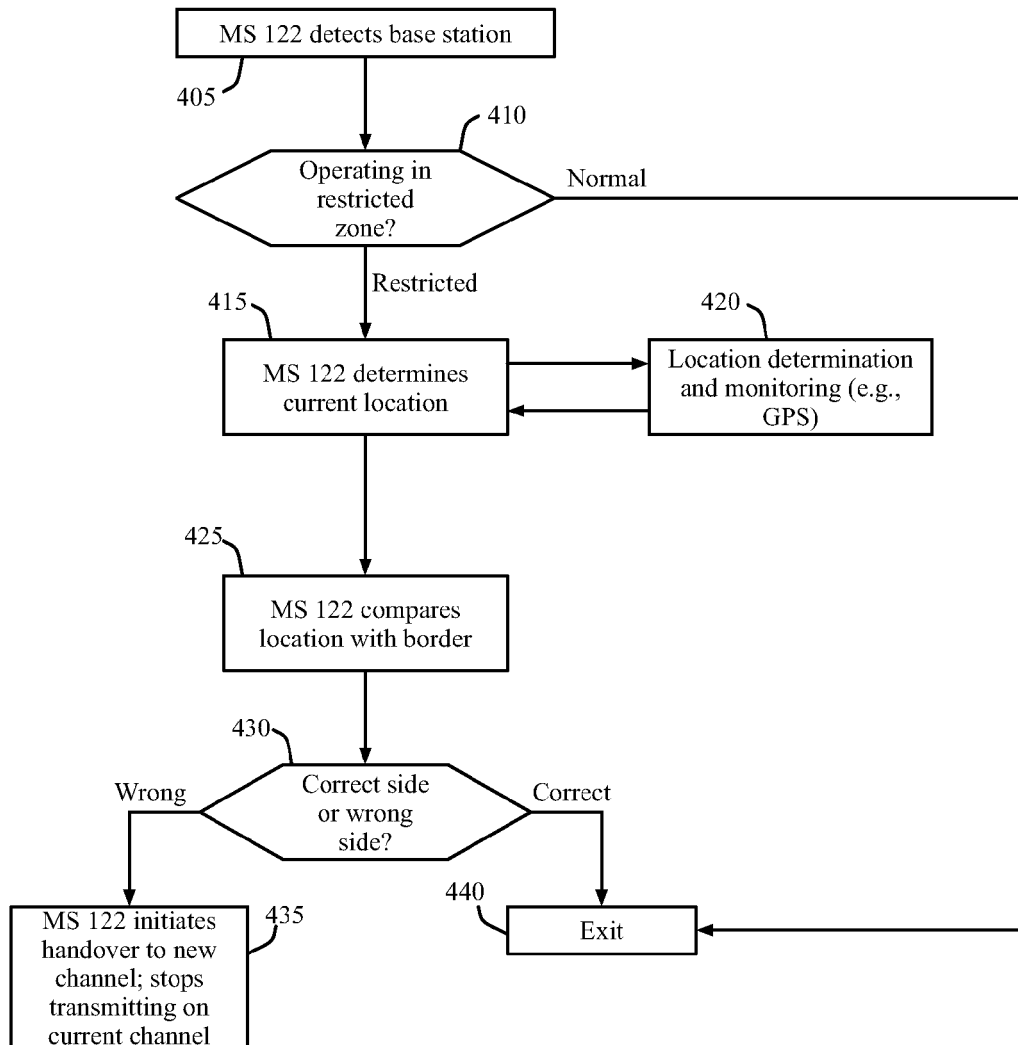 MS 122 detects base station
405
410
Operating in
restricted
zone?
Normal
Restricted
415
420
MS 122 determines
current location
Location determination
and monitoring (e.g.,
GPS)
425
MS 122 compares
location with border
430
Wrong
Correct side
or wrong
side?
Correct
MS 122 initiates
handover to new
channel; stops
transmitting on
current channel
435
440
Exit